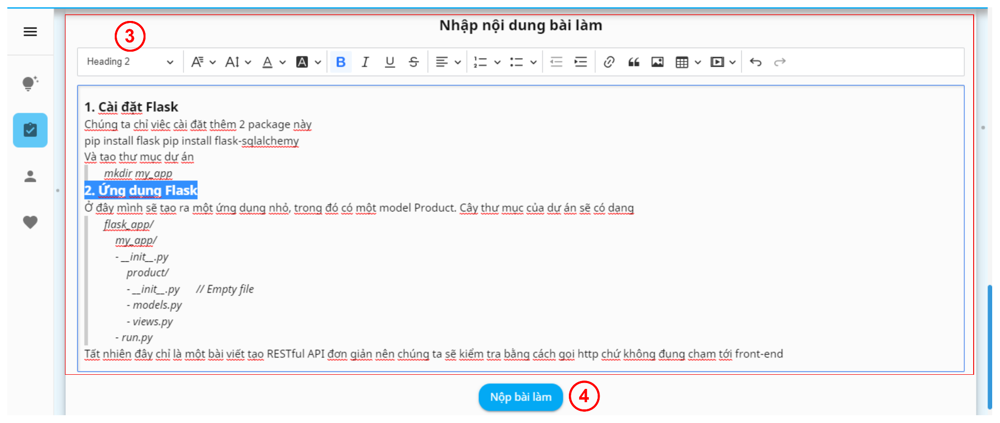 Nhập nội dung bài làm
3
Heading 2
1. Cài đặt Flask
Chúng ta chỉ việc cài đặt thêm 2 package này
pip install flask pip install flask-sqlalchemy
Và tạo thư mục dự án
mkdir my_app
2. Ứng dụng Flask
Ở đây mình sẽ tạo ra một ứng dụng nhỏ, trong đó có một model Product. Cây thư mục của dự án sẽ có dạng
flask_app/
my_app/
- __init__.py
product/
- __init__.py // Empty file
- models.py
- views.py
- run.py
Tất nhiên đây chỉ là một bài viết tạo RESTful API đơn giản nên chúng ta sẽ kiểm tra bằng cách gọi http chứ không đụng chạm tới front-end
Nộp bài làm
4